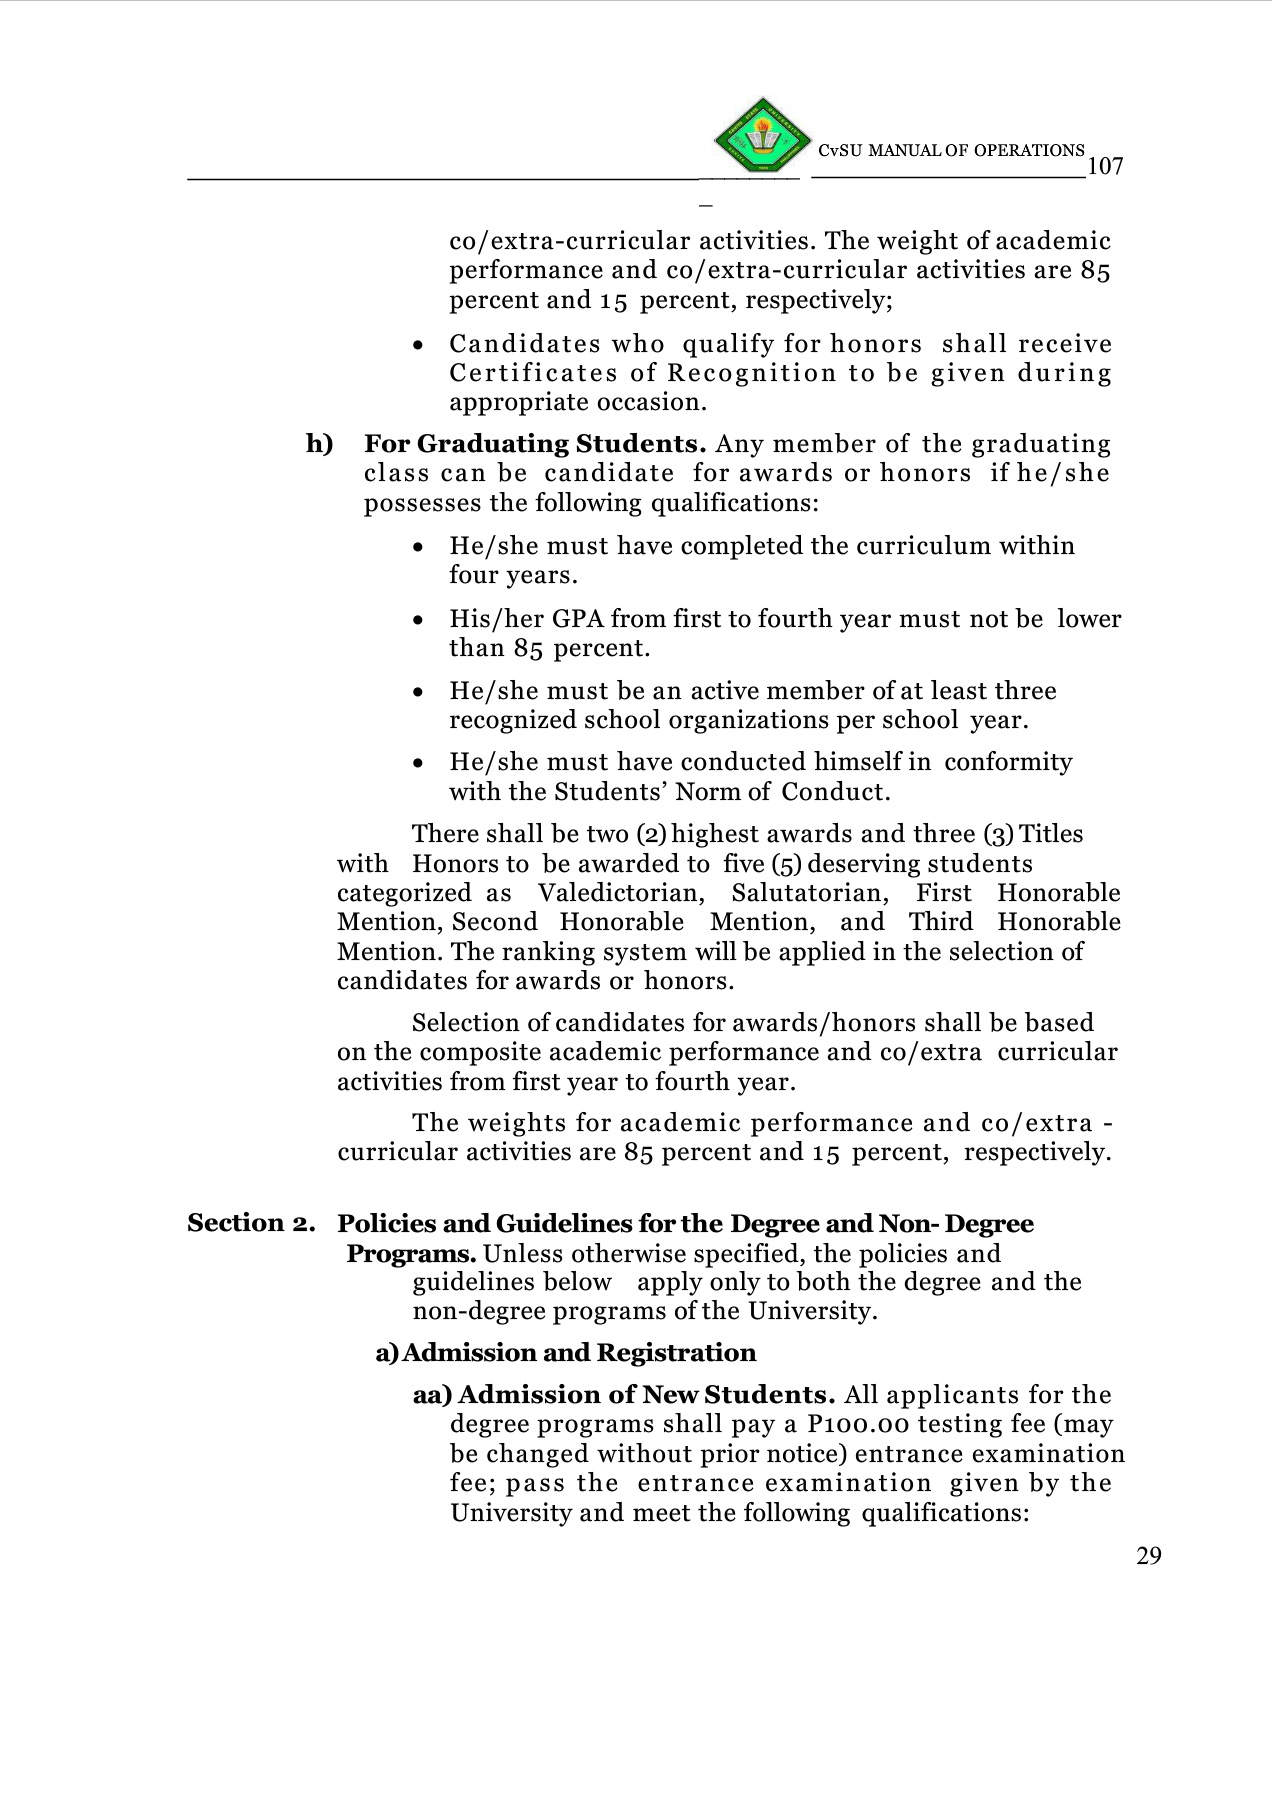 CvSU MANUAL OF OPERATIONS
107
co/extra-curricular activities. The weight of academic
performance and co/extra-curricular activities are 85
percent and 15 percent, respectively;
• Candidates who qualify for honors shall receive
Certificates of Recognition to be given during
appropriate occasion.
h) For Graduating Students. Any member of the graduating
class can be candidate for awards or honors if he/she
possesses the following qualifications:
• He/she must have completed the curriculum within
four years.
• His/her GPA from first to fourth year must not be lower
than 85 percent.
• He/she must be an active member of at least three
recognized school organizations per school year.
• He/she must have conducted himself in conformity
with the Students’ Norm of Conduct.
There shall be two (2) highest awards and three (3) Titles
with Honors to be awarded to five (5) deserving students
categorized as Valedictorian, Salutatorian, First Honorable
Mention, Second Honorable Mention, and Third Honorable
Mention. The ranking system will be applied in the selection of
candidates for awards or honors.
Selection of candidates for awards/honors shall be based
on the composite academic performance and co/extra curricular
activities from first year to fourth year.
The weights for academic performance and co/extra -
curricular activities are 85 percent and 15 percent, respectively.
Section 2. Policies and Guidelines for the Degree and Non- Degree
Programs. Unless otherwise specified, the policies and
guidelines below apply only to both the degree and the
non-degree programs of the University.
a) Admission and Registration
aa) Admission of New Students. All applicants for the
degree programs shall pay a P100.00 testing fee (may
be changed without prior notice) entrance examination
fee; pass the entrance examination given by the
University and meet the following qualifications:
29